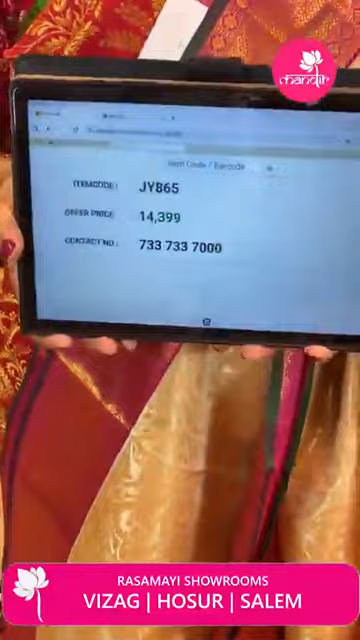 mandir
Item Code / Barcode
ITEMCODE : JY865
OFFER PRICE 14,399
CONTACT NO : 733 733 7000
RASAMAYI SHOWROOMS
VIZAG | HOSUR | SALEM